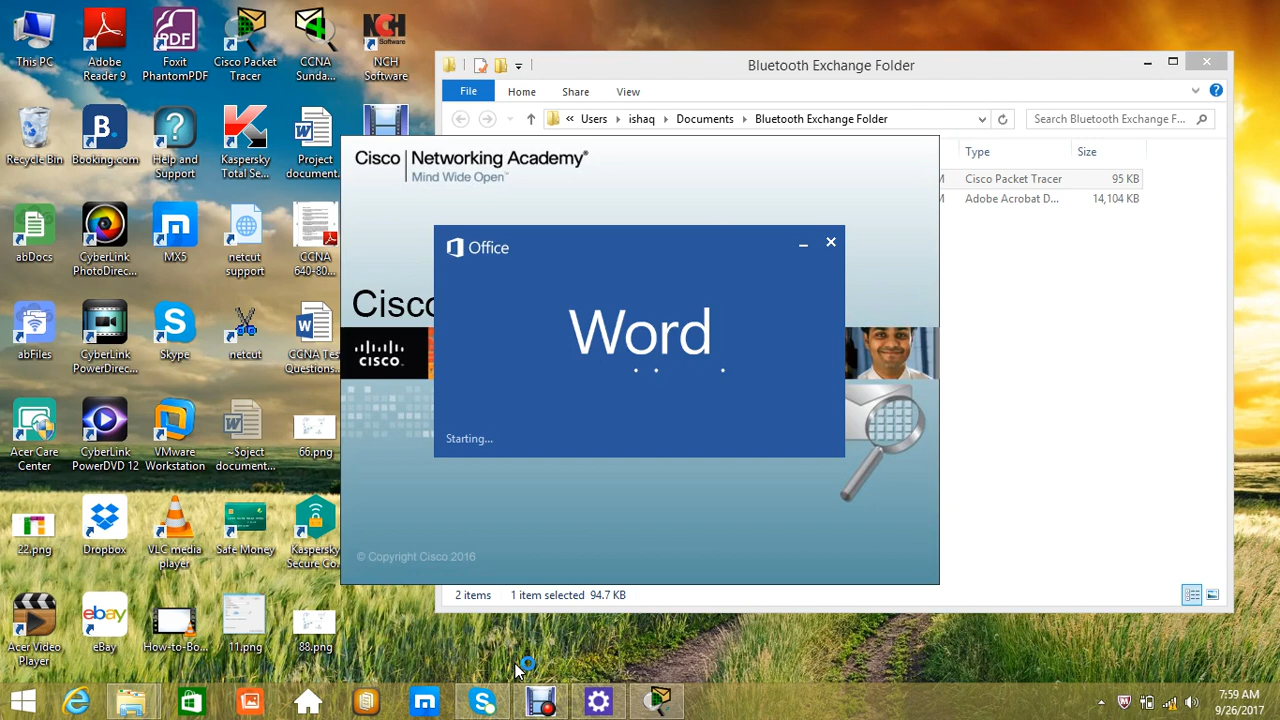 This PC
Adobe Reader 9
Foxit PhantomPDF
Cisco Packet Tracer
CCNA Sunda...
NCH Software
NCH Software
Recycle Bin
Booking.com
Help and Support
Kaspersky Total Se...
Project document...
abDocs
CyberLink PhotoDirec...
MX5
netcut support
CCNA 640-80...
abFiles
CyberLink PowerDirec...
Skype
netcut
CCNA Tes Questions
Acer Care Center
CyberLink PowerDVD 12
VMware Workstation
~$oject document...
66.png
22.png
Dropbox
VLC media player
Safe Money
Kaspersky Secure Co
Acer Video Player
eBay
How-to-Bo...
11.png
88.png
Bluetooth Exchange Folder
File
Home
Share
View
« Users
ishaq
Documents
Bluetooth Exchange Folder
Search Bluetooth Exchange F...
Type
Size
M
Cisco Packet Tracer
95 KB
M
Adobe Acrobat D...
14,104 KB
2 items
1 item selected 94.7 KB
Cisco Networking Academy®
Mind Wide Open™
Cisco
CISCO
© Copyright Cisco 2016
Office
Word
Starting...
7:59 AM
9/26/2017